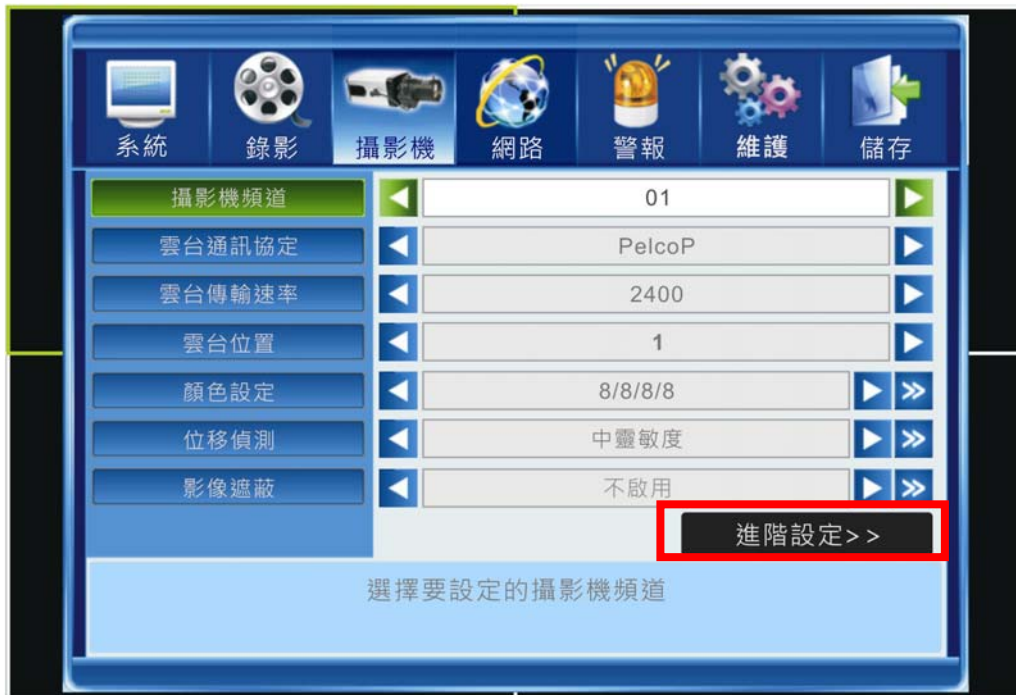 系統 錄影 攝影機 網路 警報 維護 儲存
攝影機頻道 01
雲台通訊協定 PelcoP
雲台傳輸速率 2400
雲台位置 1
顏色設定 8/8/8/8
位移偵測 中靈敏度
影像遮蔽 不啟用
進階設定>>
選擇要設定的攝影機頻道